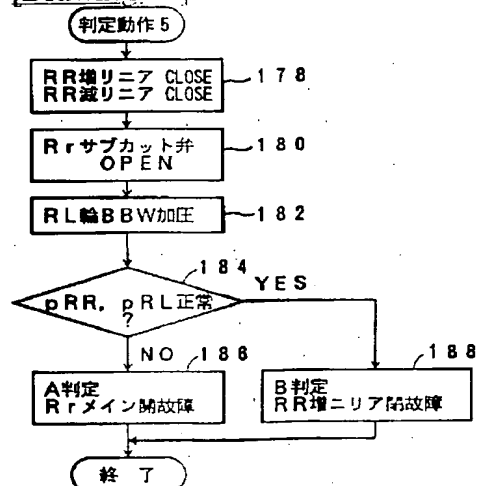 判定動作5
RR増リニア CLOSE
RR減リニア CLOSE
178
Rrサブカット弁
OPEN
180
RL輪BBW加圧
182
184
pRR, pRL正常
?
YES
NO
186
A判定
Rrメイン開故障
188
B判定
RR増ニリア閉故障
終了